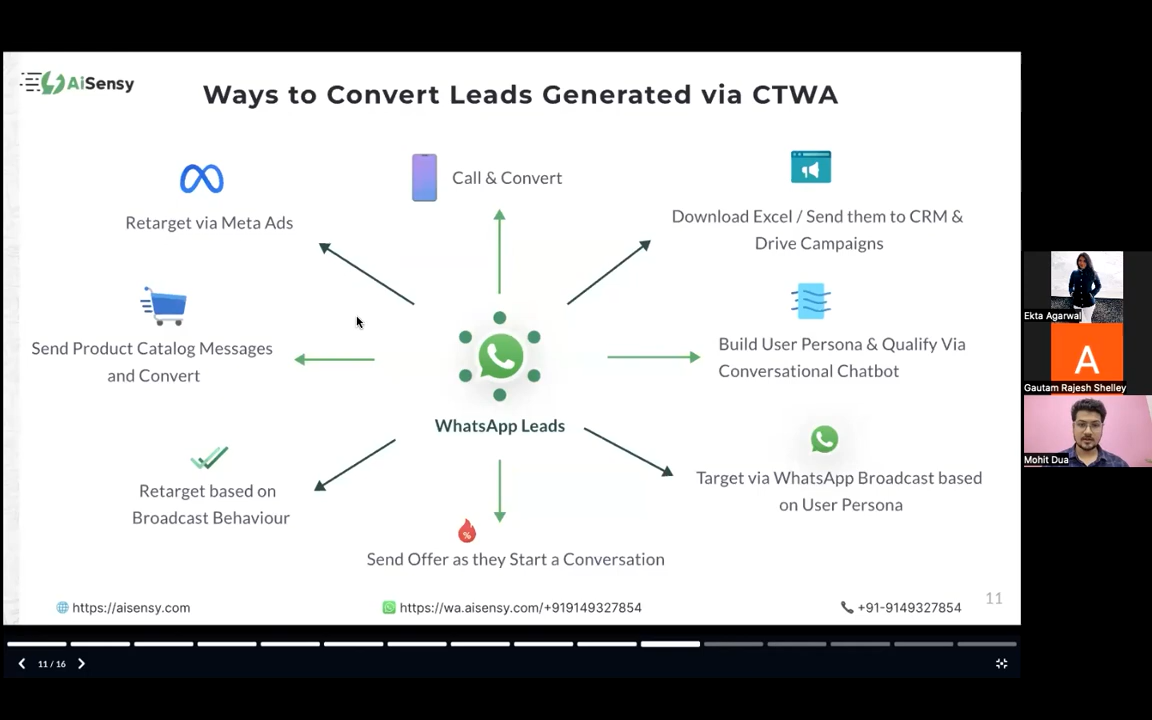 AiSensy
Ways to Convert Leads Generated via CTWA
Retarget via Meta Ads
Call & Convert
Download Excel / Send them to CRM &
Drive Campaigns
Send Product Catalog Messages
and Convert
Build User Persona & Qualify Via
Conversational Chatbot
WhatsApp Leads
Retarget based on
Broadcast Behaviour
Target via WhatsApp Broadcast based
on User Persona
%
Send Offer as they Start a Conversation
https://aisensy.com
https://wa.aisensy.com/+919149327854
+91-9149327854
11
11 / 16
Ekta Agarwal
A
Gautam Rajesh Shelley
Mohit Dua